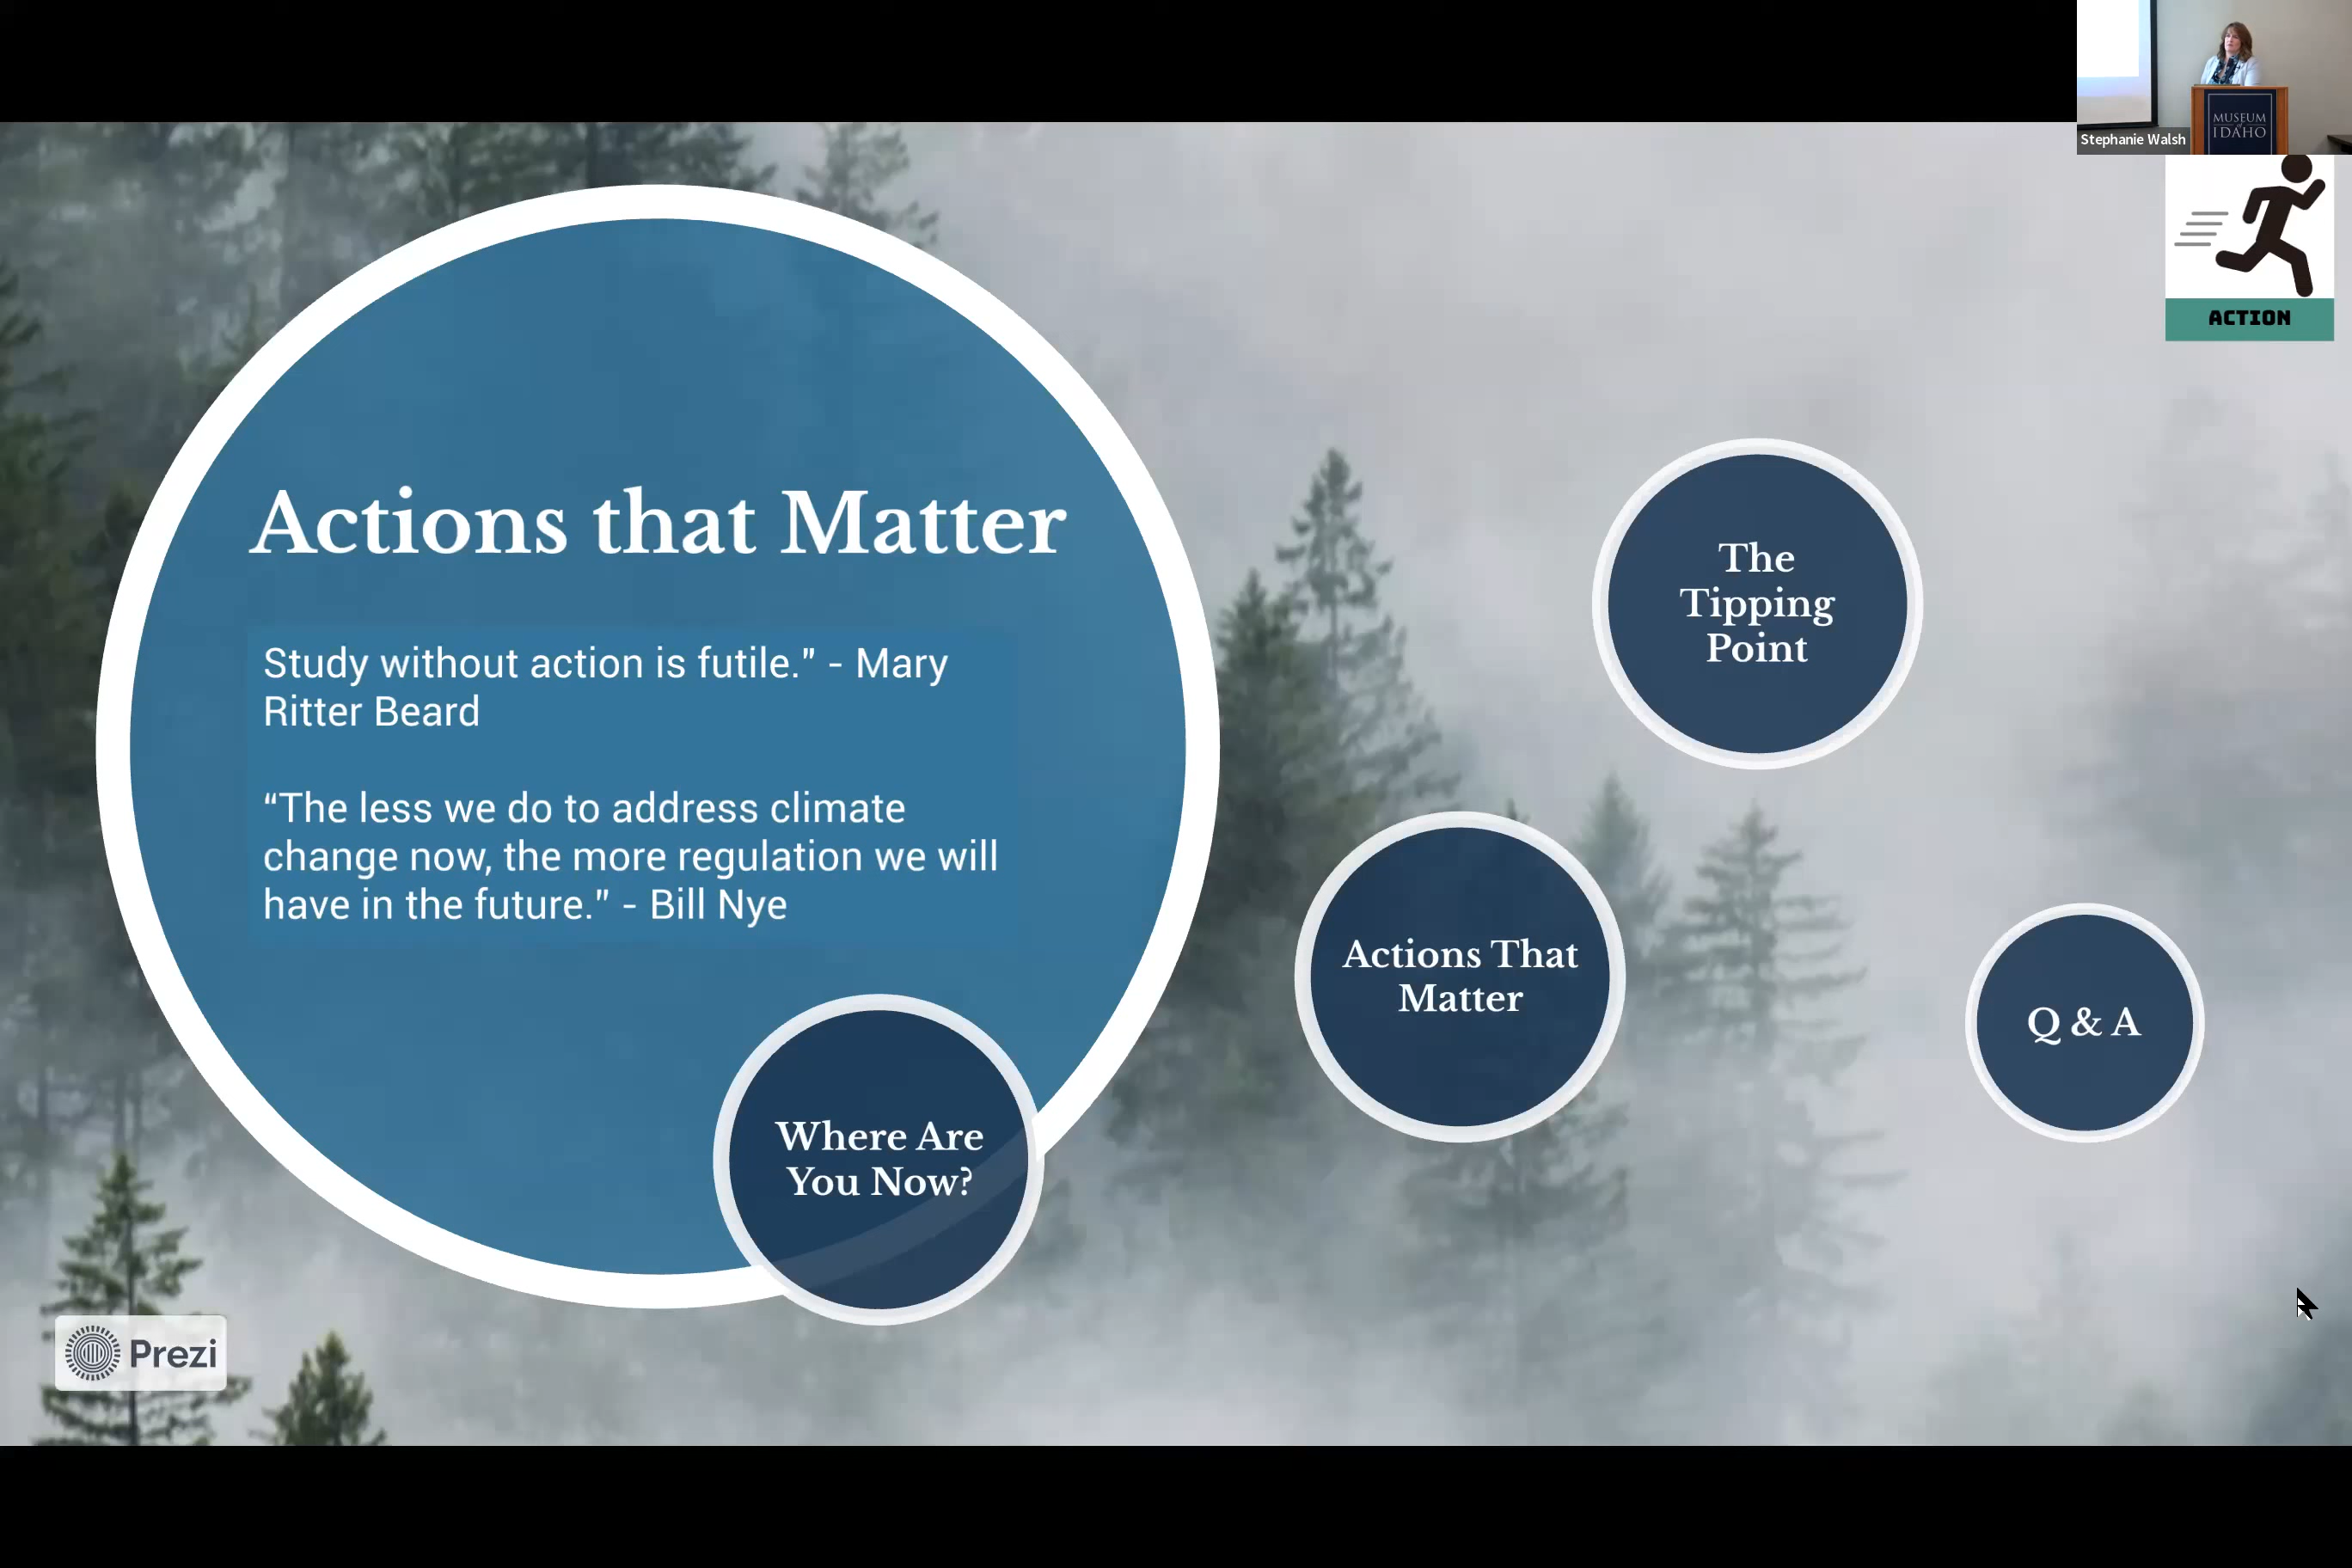 Stephanie Walsh
MUSEUM
of
IDAHO
ACTION
Actions that Matter
Study without action is futile.” - Mary
Ritter Beard
“The less we do to address climate
change now, the more regulation we will
have in the future.” - Bill Nye
Where Are
You Now?
The
Tipping
Point
Actions That
Matter
Q & A
Prezi